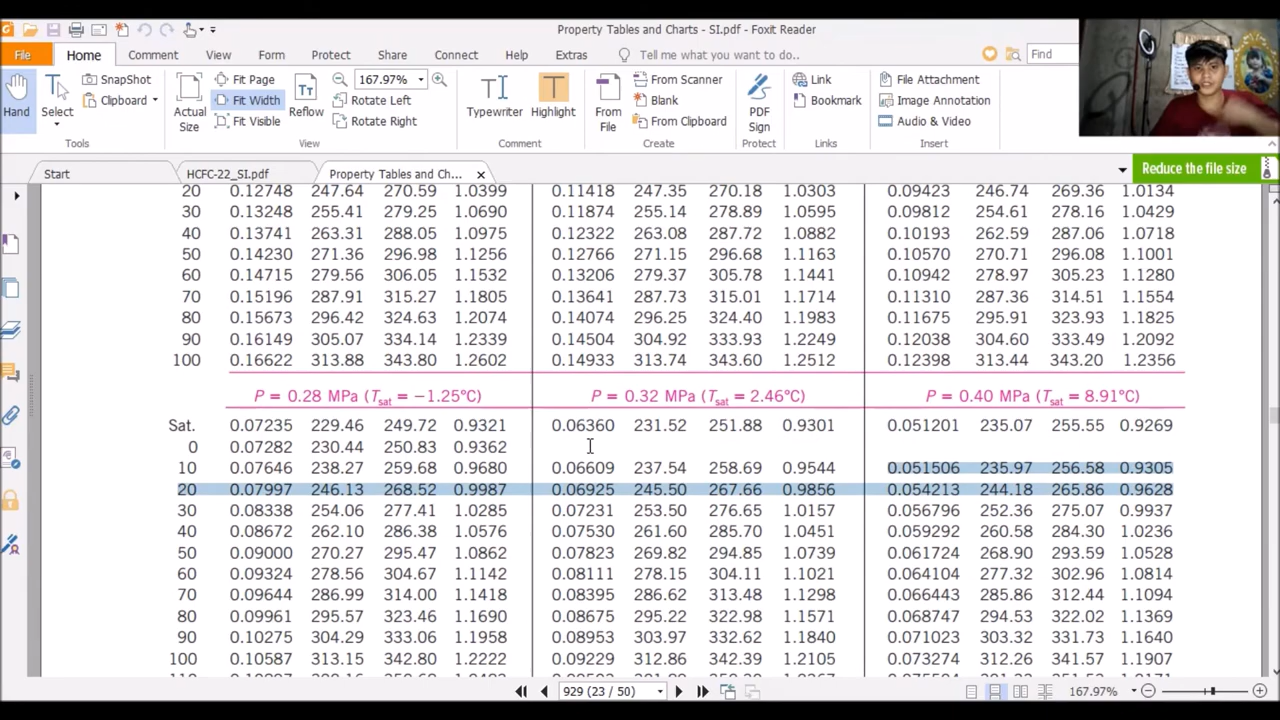 Property Tables and Charts - SI.pdf - Foxit Reader
File Home Comment View Form Protect Share Connect Help Extras Tell me what you want to do... Find
Hand
Select
SnapShot
Clipboard
Tools
Actual Size
Fit Page
Fit Width
Fit Visible
Reflow
167.97%
Rotate Left
Rotate Right
View
Typewriter
Highlight
Comment
From File
From Scanner
Blank
From Clipboard
Create
PDF Sign
Protect
Link
Bookmark
Links
File Attachment
Image Annotation
Audio & Video
Insert
Start HCFC-22_SI.pdf Property Tables and Ch... Reduce the file size
20 0.12748 247.64 270.59 1.0399 0.11418 247.35 270.18 1.0303 0.09423 246.74 269.36 1.0134
30 0.13248 255.41 279.25 1.0690 0.11874 255.14 278.89 1.0595 0.09812 254.61 278.16 1.0429
40 0.13741 263.31 288.05 1.0975 0.12322 263.08 287.72 1.0882 0.10193 262.59 287.06 1.0718
50 0.14230 271.36 296.98 1.1256 0.12766 271.15 296.68 1.1163 0.10570 270.71 296.08 1.1001
60 0.14715 279.56 306.05 1.1532 0.13206 279.37 305.78 1.1441 0.10942 278.97 305.23 1.1280
70 0.15196 287.91 315.27 1.1805 0.13641 287.73 315.01 1.1714 0.11310 287.36 314.51 1.1554
80 0.15673 296.42 324.63 1.2074 0.14074 296.25 324.40 1.1983 0.11675 295.91 323.93 1.1825
90 0.16149 305.07 334.14 1.2339 0.14504 304.92 333.93 1.2249 0.12038 304.60 333.49 1.2092
100 0.16622 313.88 343.80 1.2602 0.14933 313.74 343.60 1.2512 0.12398 313.44 343.20 1.2356
P = 0.28 MPa (Tsat = −1.25°C) P = 0.32 MPa (Tsat = 2.46°C) P = 0.40 MPa (Tsat = 8.91°C)
Sat. 0.07235 229.46 249.72 0.9321 0.06360 231.52 251.88 0.9301 0.051201 235.07 255.55 0.9269
0 0.07282 230.44 250.83 0.9362
10 0.07646 238.27 259.68 0.9680 0.06609 237.54 258.69 0.9544 0.051506 235.97 256.58 0.9305
20 0.07997 246.13 268.52 0.9987 0.06925 245.50 267.66 0.9856 0.054213 244.18 265.86 0.9628
30 0.08338 254.06 277.41 1.0285 0.07231 253.50 276.65 1.0157 0.056796 252.36 275.07 0.9937
40 0.08672 262.10 286.38 1.0576 0.07530 261.60 285.70 1.0451 0.059292 260.58 284.30 1.0236
50 0.09000 270.27 295.47 1.0862 0.07823 269.82 294.85 1.0739 0.061724 268.90 293.59 1.0528
60 0.09324 278.56 304.67 1.1142 0.08111 278.15 304.11 1.1021 0.064104 277.32 302.96 1.0814
70 0.09644 286.99 314.00 1.1418 0.08395 286.62 313.48 1.1298 0.066443 285.86 312.44 1.1094
80 0.09961 295.57 323.46 1.1690 0.08675 295.22 322.98 1.1571 0.068747 294.53 322.02 1.1369
90 0.10275 304.29 333.06 1.1958 0.08953 303.97 332.62 1.1840 0.071023 303.32 331.73 1.1640
100 0.10587 313.15 342.80 1.2222 0.09229 312.86 342.39 1.2105 0.073274 312.26 341.57 1.1907
929 (23 / 50) 167.97%